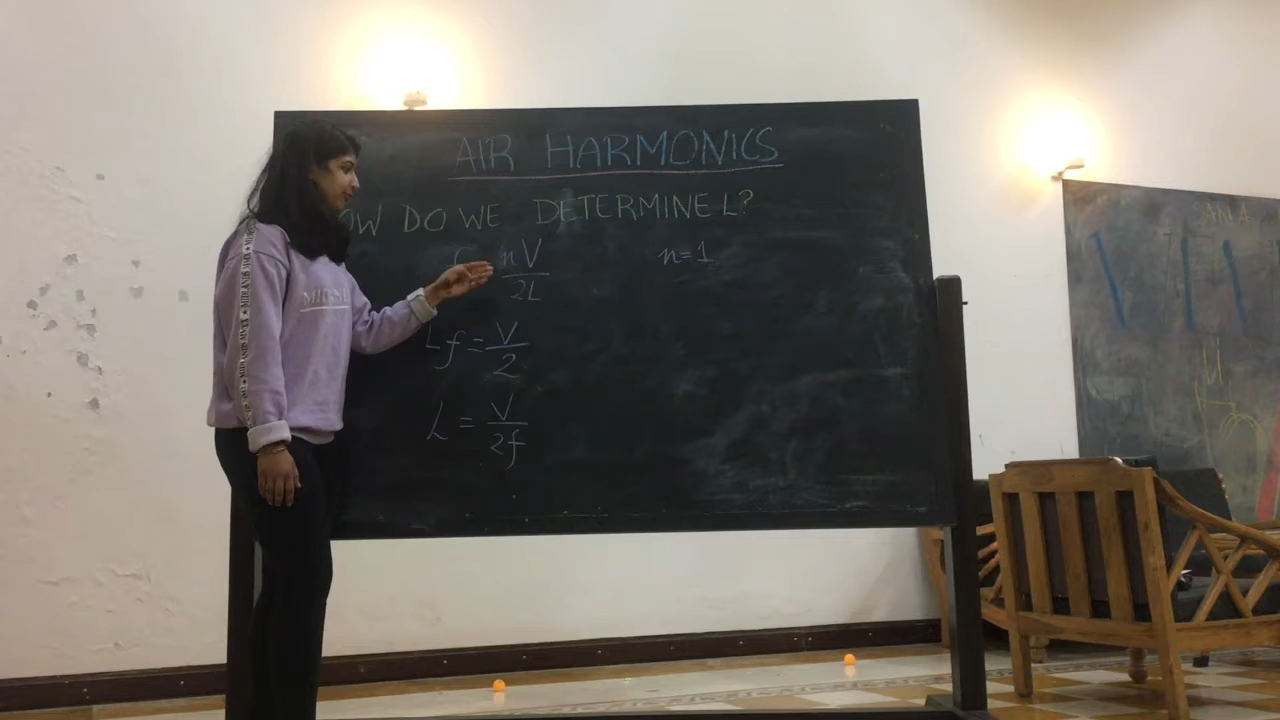 AIR HARMONICS
OW DO WE DETERMINE L?
nV
2L
n=1
Lf = V
2
L = V
2f